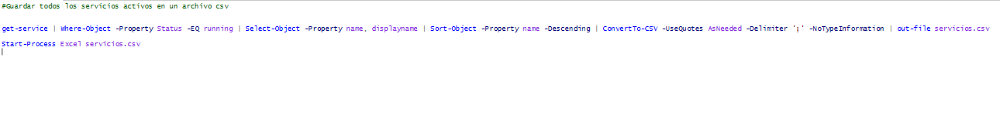 #Guardar todos los servicios activos en un archivo csv
get-service | Where-Object -Property Status -EQ running | Select-Object -Property name, displayname | Sort-Object -Property name -Descending | ConvertTo-CSV -UseQuotes AsNeeded -Delimiter ';' -NoTypeInformation | out-file servicios.csv
Start-Process Excel servicios.csv